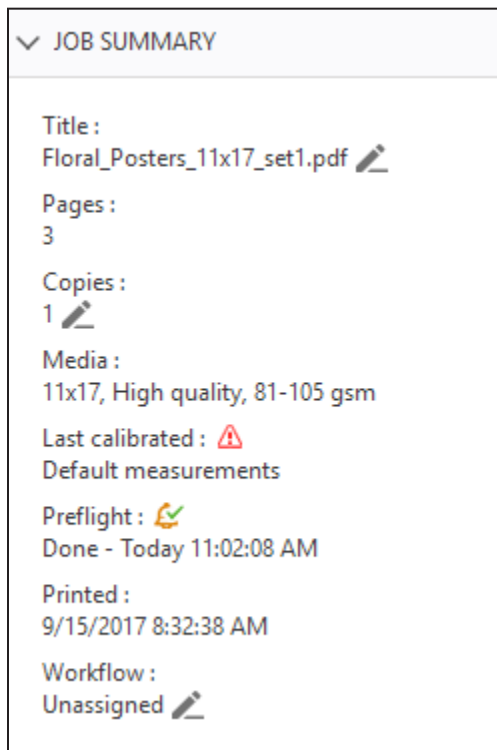 JOB SUMMARY
Title :
Floral_Posters_11x17_set1.pdf
Pages :
3
Copies :
1
Media :
11x17, High quality, 81-105 gsm
Last calibrated :
Default measurements
Preflight :
Done - Today 11:02:08 AM
Printed :
9/15/2017 8:32:38 AM
Workflow :
Unassigned